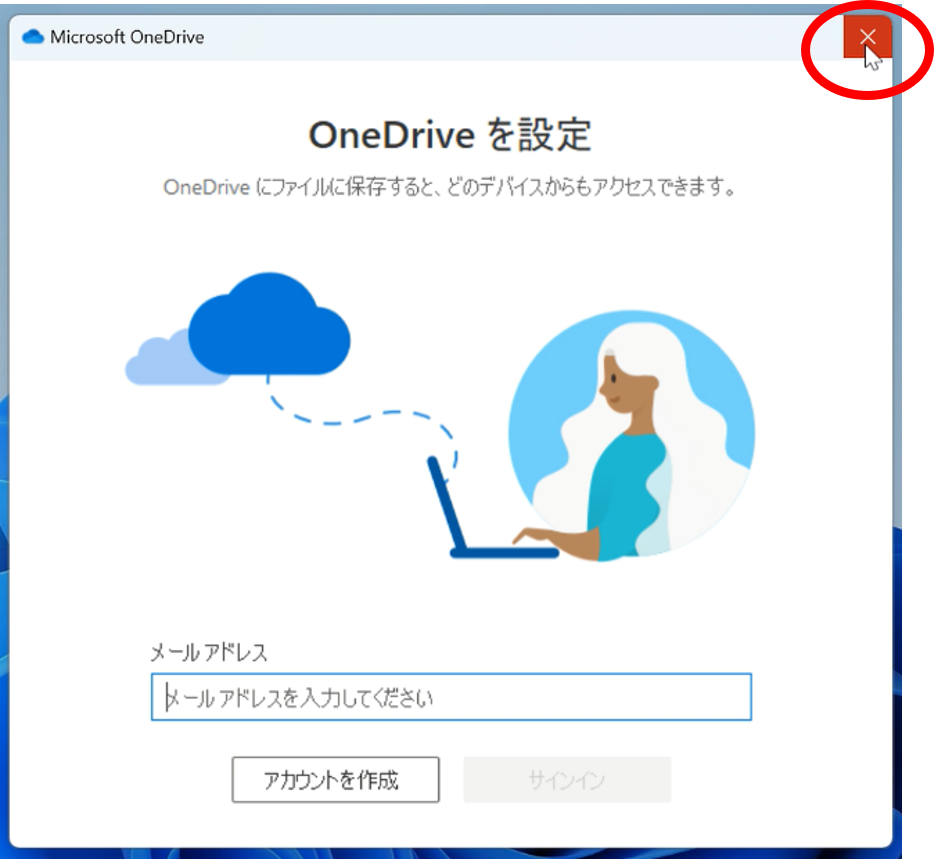 Microsoft OneDrive
OneDrive を設定
OneDrive にファイルに保存すると、どのデバイスからもアクセスできます。
メール アドレス
メール アドレスを入力してください
アカウントを作成
サインイン